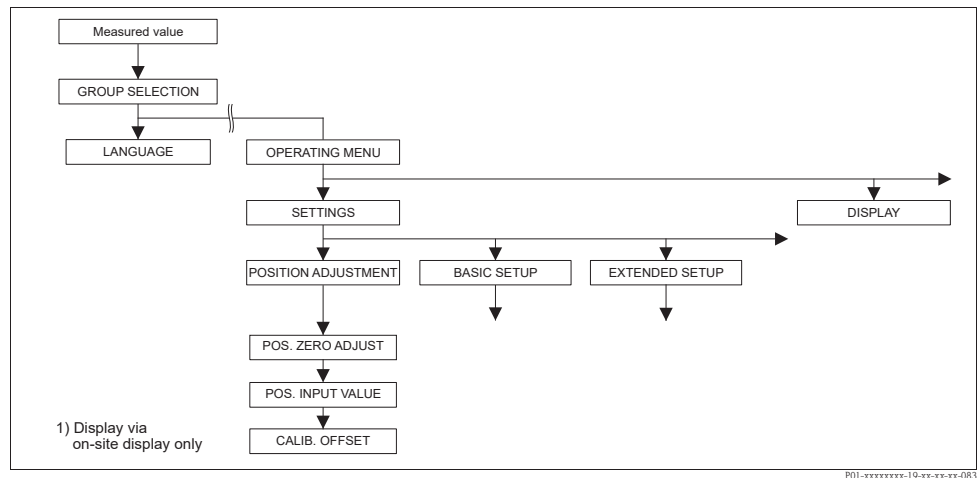 Measured value
GROUP SELECTION
LANGUAGE
OPERATING MENU
SETTINGS
DISPLAY
POSITION ADJUSTMENT
BASIC SETUP
EXTENDED SETUP
POS. ZERO ADJUST
POS. INPUT VALUE
CALIB. OFFSET
1) Display via
on-site display only
P01-xxxxxxxx-19-xx-xx-xx-083